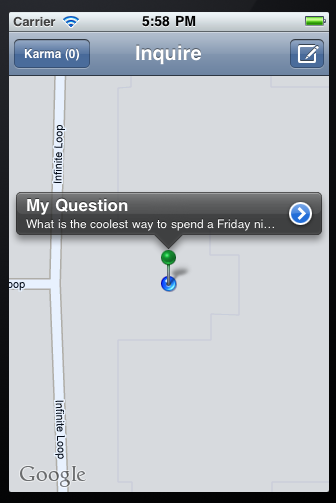 Carrier 5:58 PM
Karma (0) Inquire
Infinite Loop
My Question
What is the coolest way to spend a Friday ni...
oop
Infinite Loop
Google